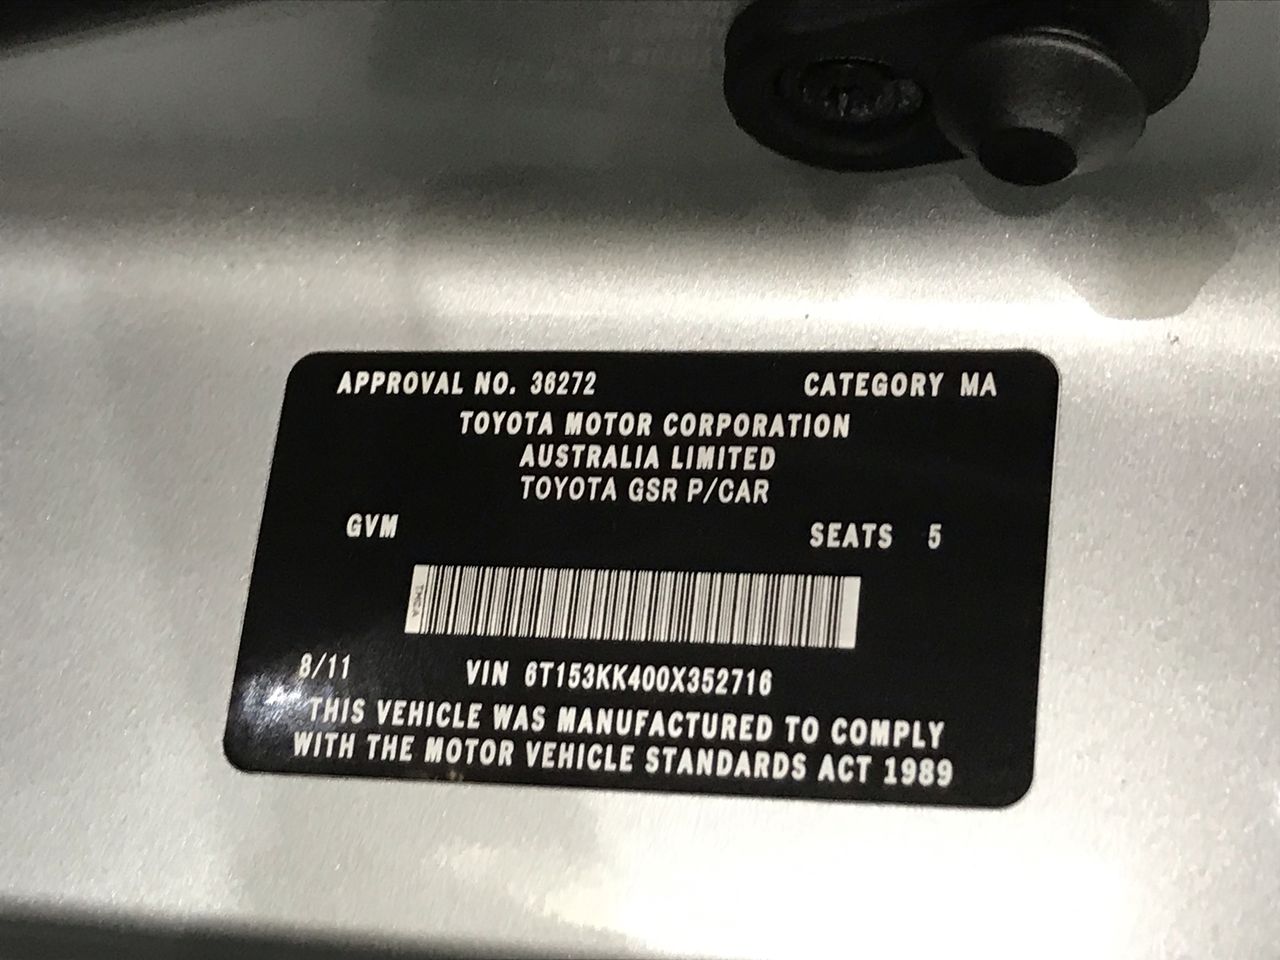 APPROVAL NO. 36272 CATEGORY MA
TOYOTA MOTOR CORPORATION
AUSTRALIA LIMITED
TOYOTA GSR P/CAR
GVM SEATS 5
8/11 VIN 6T153KK400X352716
THIS VEHICLE WAS MANUFACTURED TO COMPLY
WITH THE MOTOR VEHICLE STANDARDS ACT 1989